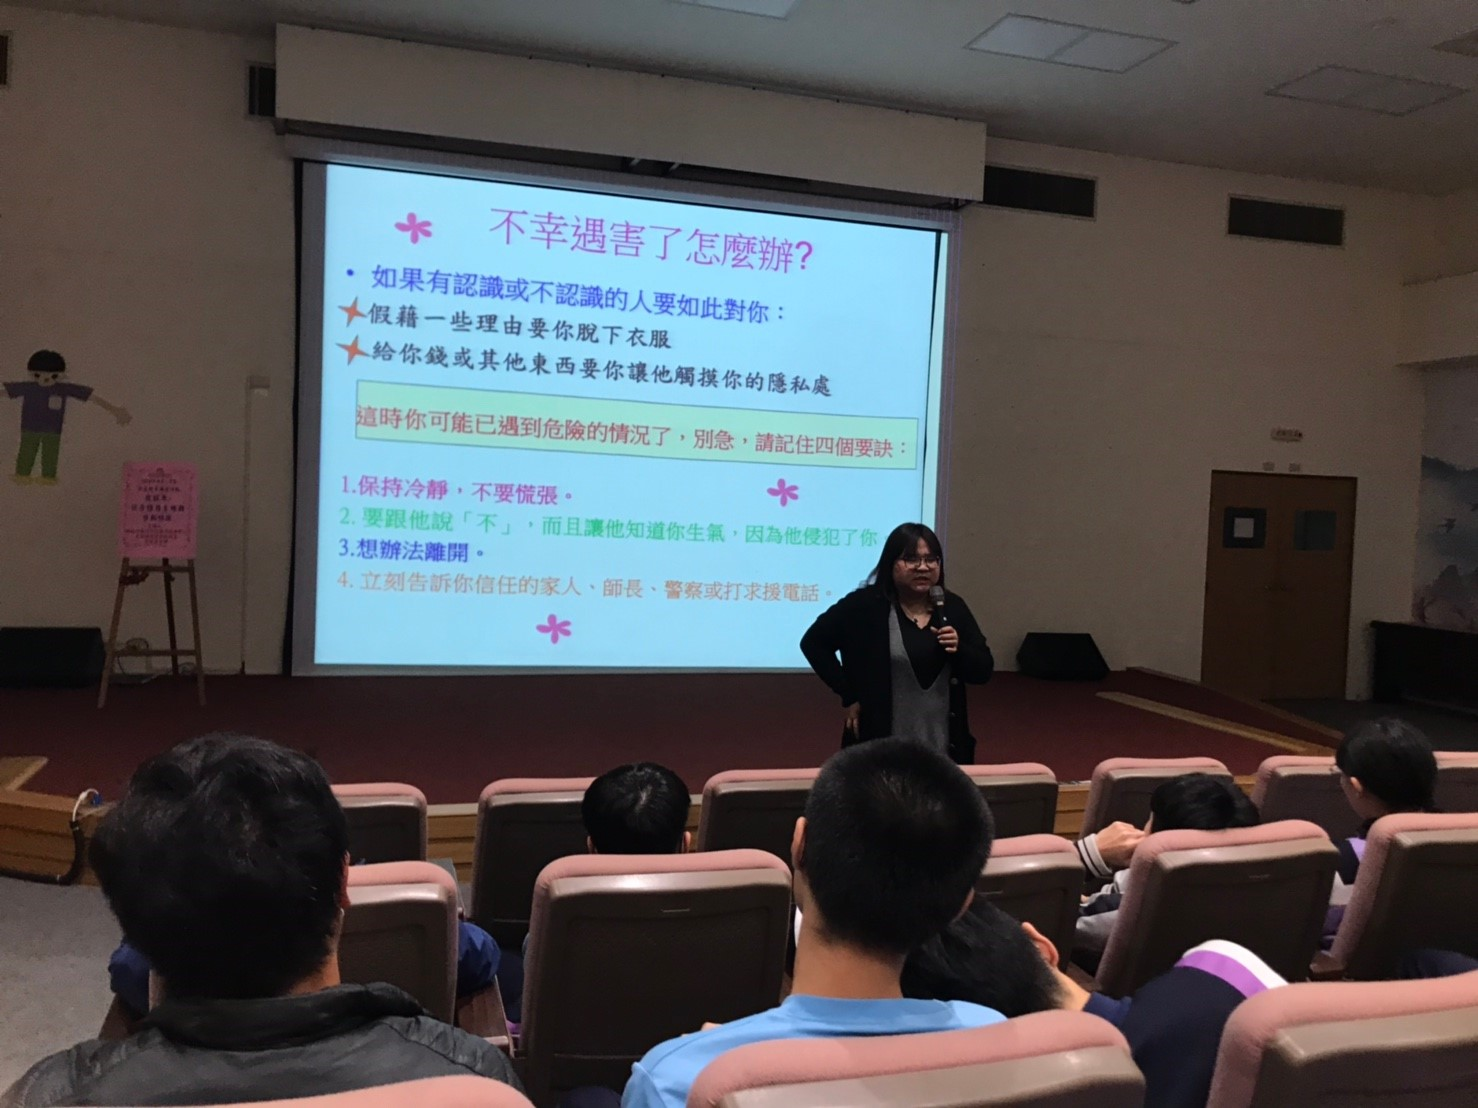 不幸遇害了怎麼辦?
• 如果有認識或不認識的人要如此對你：
假藉一些理由要你脫下衣服
給你錢或其他東西要你讓他觸摸你的隱私處
這時你可能已遇到危險的情況了，別急，請記住四個要訣：
1.保持冷靜，不要慌張。
2. 要跟他說「不」，而且讓他知道你生氣，因為他侵犯了你。
3.想辦法離開。
4. 立刻告訴你信任的家人、師長、警察或打求援電話。